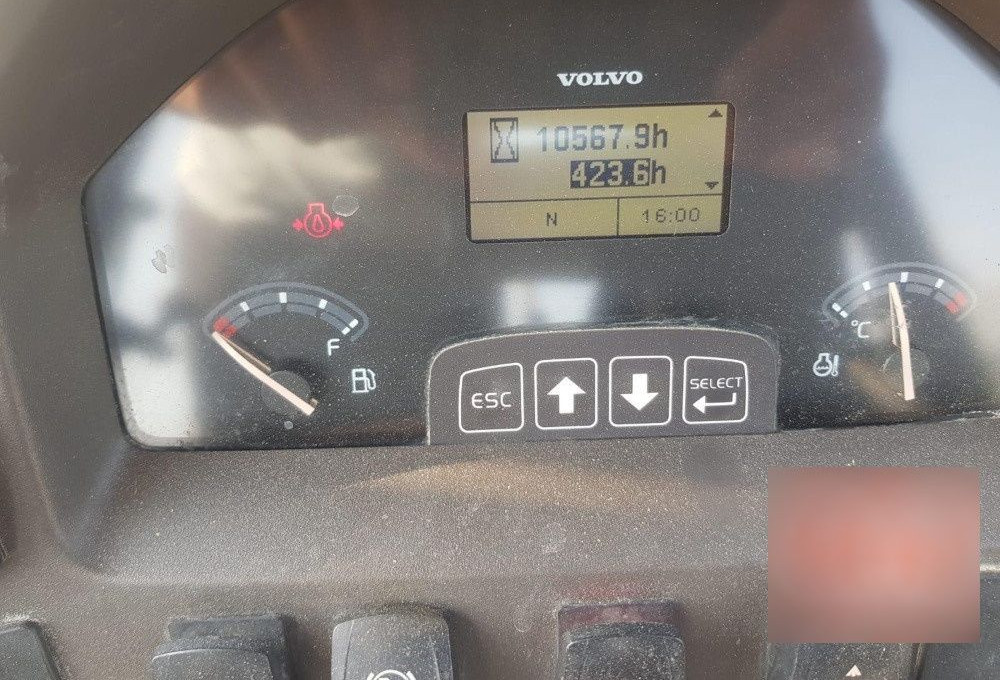 VOLVO
10567.9h
423.6h
N 16:00
F
°C
ESC
SELECT